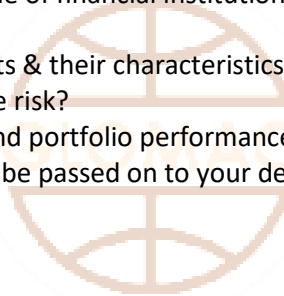 of financial institution
ts & their characteristics
e risk?
nd portfolio performance
be passed on to your de